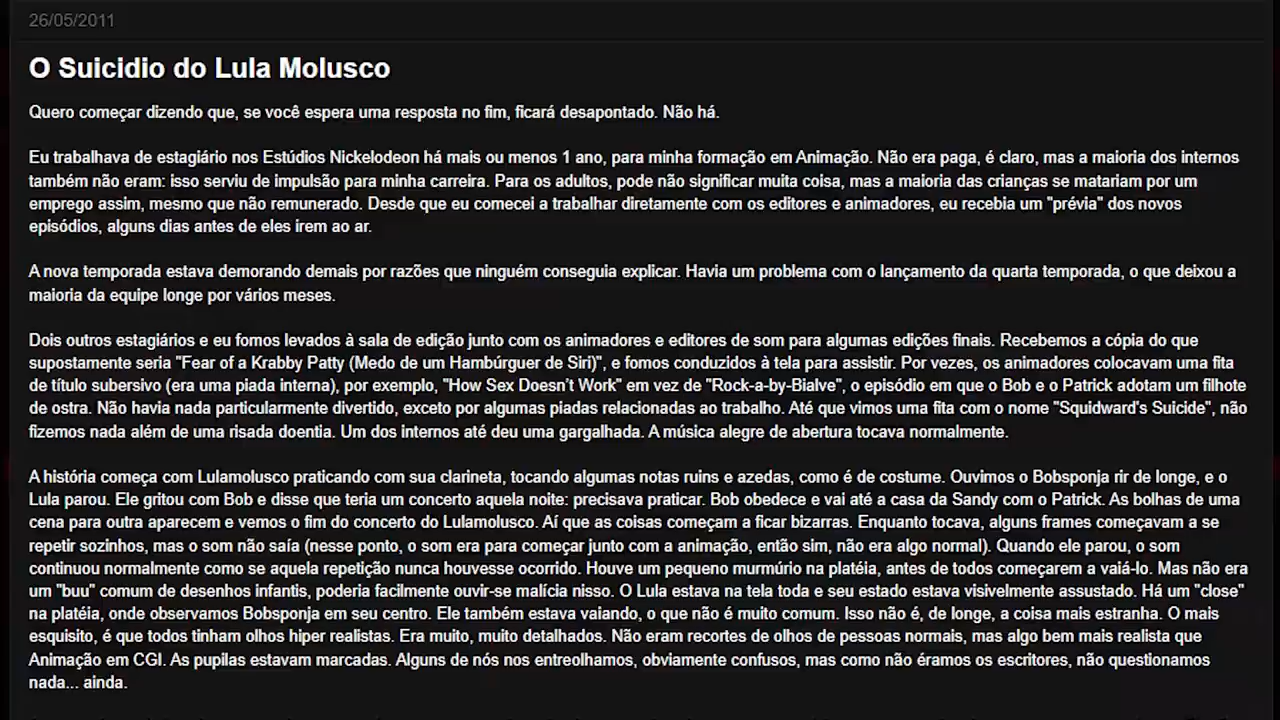 26/05/2011
O Suicidio do Lula Molusco
Quero começar dizendo que, se você espera uma resposta no fim, ficará desapontado. Não há.
Eu trabalhava de estagiário nos Estúdios Nickelodeon há mais ou menos 1 ano, para minha formação em Animação. Não era paga, é claro, mas a maioria dos internos
também não eram: isso serviu de impulsão para minha carreira. Para os adultos, pode não significar muita coisa, mas a maioria das crianças se matariam por um
emprego assim, mesmo que não remunerado. Desde que eu comecei a trabalhar diretamente com os editores e animadores, eu recebia um "prévia" dos novos
episódios, alguns dias antes de eles irem ao ar.
A nova temporada estava demorando demais por razões que ninguém conseguia explicar. Havia um problema com o lançamento da quarta temporada, o que deixou a
maioria da equipe longe por vários meses.
Dois outros estagiários e eu fomos levados à sala de edição junto com os animadores e editores de som para algumas edições finais. Recebemos a cópia do que
supostamente seria "Fear of a Krabby Patty (Medo de um Hambúrguer de Siri)", e fomos conduzidos à tela para assistir. Por vezes, os animadores colocavam uma fita
de título subersivo (era uma piada interna), por exemplo, "How Sex Doesn't Work" em vez de "Rock-a-by-Bialve", o episódio em que o Bob e o Patrick adotam um filhote
de ostra. Não havia nada particularmente divertido, exceto por algumas piadas relacionadas ao trabalho. Até que vimos uma fita com o nome "Squidward's Suicide", não
fizemos nada além de uma risada doentia. Um dos internos até deu uma gargalhada. A música alegre de abertura tocava normalmente.
A história começa com Lulamolusco praticando com sua clarineta, tocando algumas notas ruins e azedas, como é de costume. Ouvimos o Bobsponja rir de longe, e o
Lula parou. Ele gritou com Bob e disse que teria um concerto aquela noite: precisava praticar. Bob obedece e vai até a casa da Sandy com o Patrick. As bolhas de uma
cena para outra aparecem e vemos o fim do concerto do Lulamolusco. Aí que as coisas começam a ficar bizarras. Enquanto tocava, alguns frames começavam a se
repetir sozinhos, mas o som não saía (nesse ponto, o som era para começar junto com a animação, então sim, não era algo normal). Quando ele parou, o som
continuou normalmente como se aquela repetição nunca houvesse ocorrido. Houve um pequeno murmúrio na platéia, antes de todos começarem a vaiá-lo. Mas não era
um "buu" comum de desenhos infantis, poderia facilmente ouvir-se malícia nisso. O Lula estava na tela toda e seu estado estava visivelmente assustado. Há um "close"
na platéia, onde observamos Bobsponja em seu centro. Ele também estava vaiando, o que não é muito comum. Isso não é, de longe, a coisa mais estranha. O mais
esquisito, é que todos tinham olhos hiper realistas. Era muito, muito detalhados. Não eram recortes de olhos de pessoas normais, mas algo bem mais realista que
Animação em CGI. As pupilas estavam marcadas. Alguns de nós nos entreolhamos, obviamente confusos, mas como não éramos os escritores, não questionamos
nada... ainda.